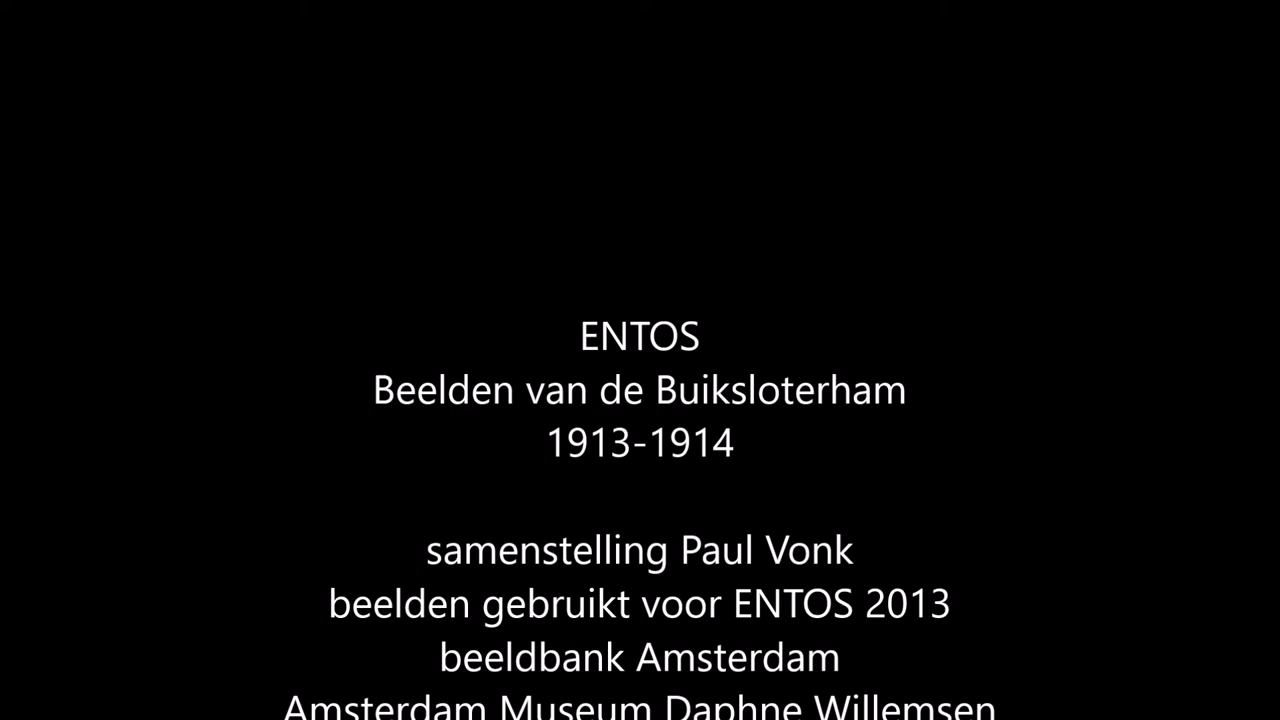 ENTOS
Beelden van de Buiksloterham
1913-1914
samenstelling Paul Vonk
beelden gebruikt voor ENTOS 2013
beeldbank Amsterdam
Amsterdam Museum Daphne Willemsen